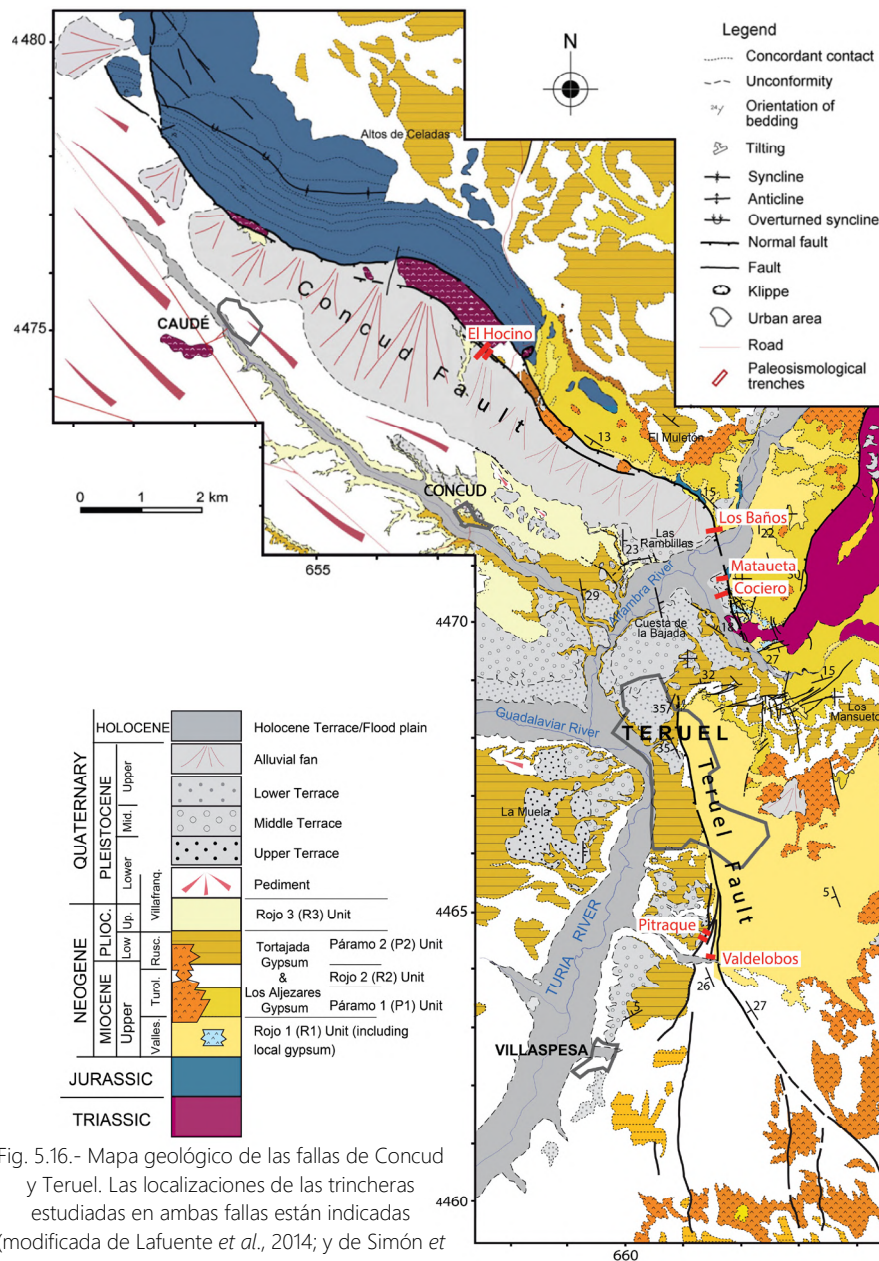 4 480
4475
4470
4465
4460
655
660
N
0 1 2 km
Altos de Celadas
CAUDÉ
Concud Fault
El Hocino
13
El Muletón
CONCUD
15
Los Baños
22
Las Ramblillas
23
Mataueta
30
Cociero
29
Alfambra River
Cuesta de la Bajada
18
27
32
15
Los Mansuetos
35
Guadalaviar River
TERUEL
35
Teruel Fault
La Muela
5
Pitraque
Valdelobos
26
27
TURIA RIVER
5
VILLASPESA
Legend
Concordant contact
Unconformity
24
Orientation of bedding
Tilting
Syncline
Anticline
Overturned syncline
Normal fault
Fault
Klippe
Urban area
Road
Paleosismological trenches
QUATERNARY
HOLOCENE
Holocene Terrace/Flood plain
PLEISTOCENE
Upper
Alluvial fan
Lower Terrace
Mid.
Middle Terrace
Lower
Upper Terrace
Villafranq.
Pediment
NEOGENE
PLIOC.
Up.
Rojo 3 (R3) Unit
Low
Rusc.
Tortajada Gypsum
&
Los Aljezares Gypsum
Páramo 2 (P2) Unit
MIOCENE
Upper
Turol.
Rojo 2 (R2) Unit
Páramo 1 (P1) Unit
Valles.
Rojo 1 (R1) Unit (including
local gypsum)
JURASSIC
TRIASSIC
Fig. 5.16.- Mapa geológico de las fallas de Concud
y Teruel. Las localizaciones de las trincheras
estudiadas en ambas fallas están indicadas
(modificada de Lafuente et al., 2014; y de Simón et